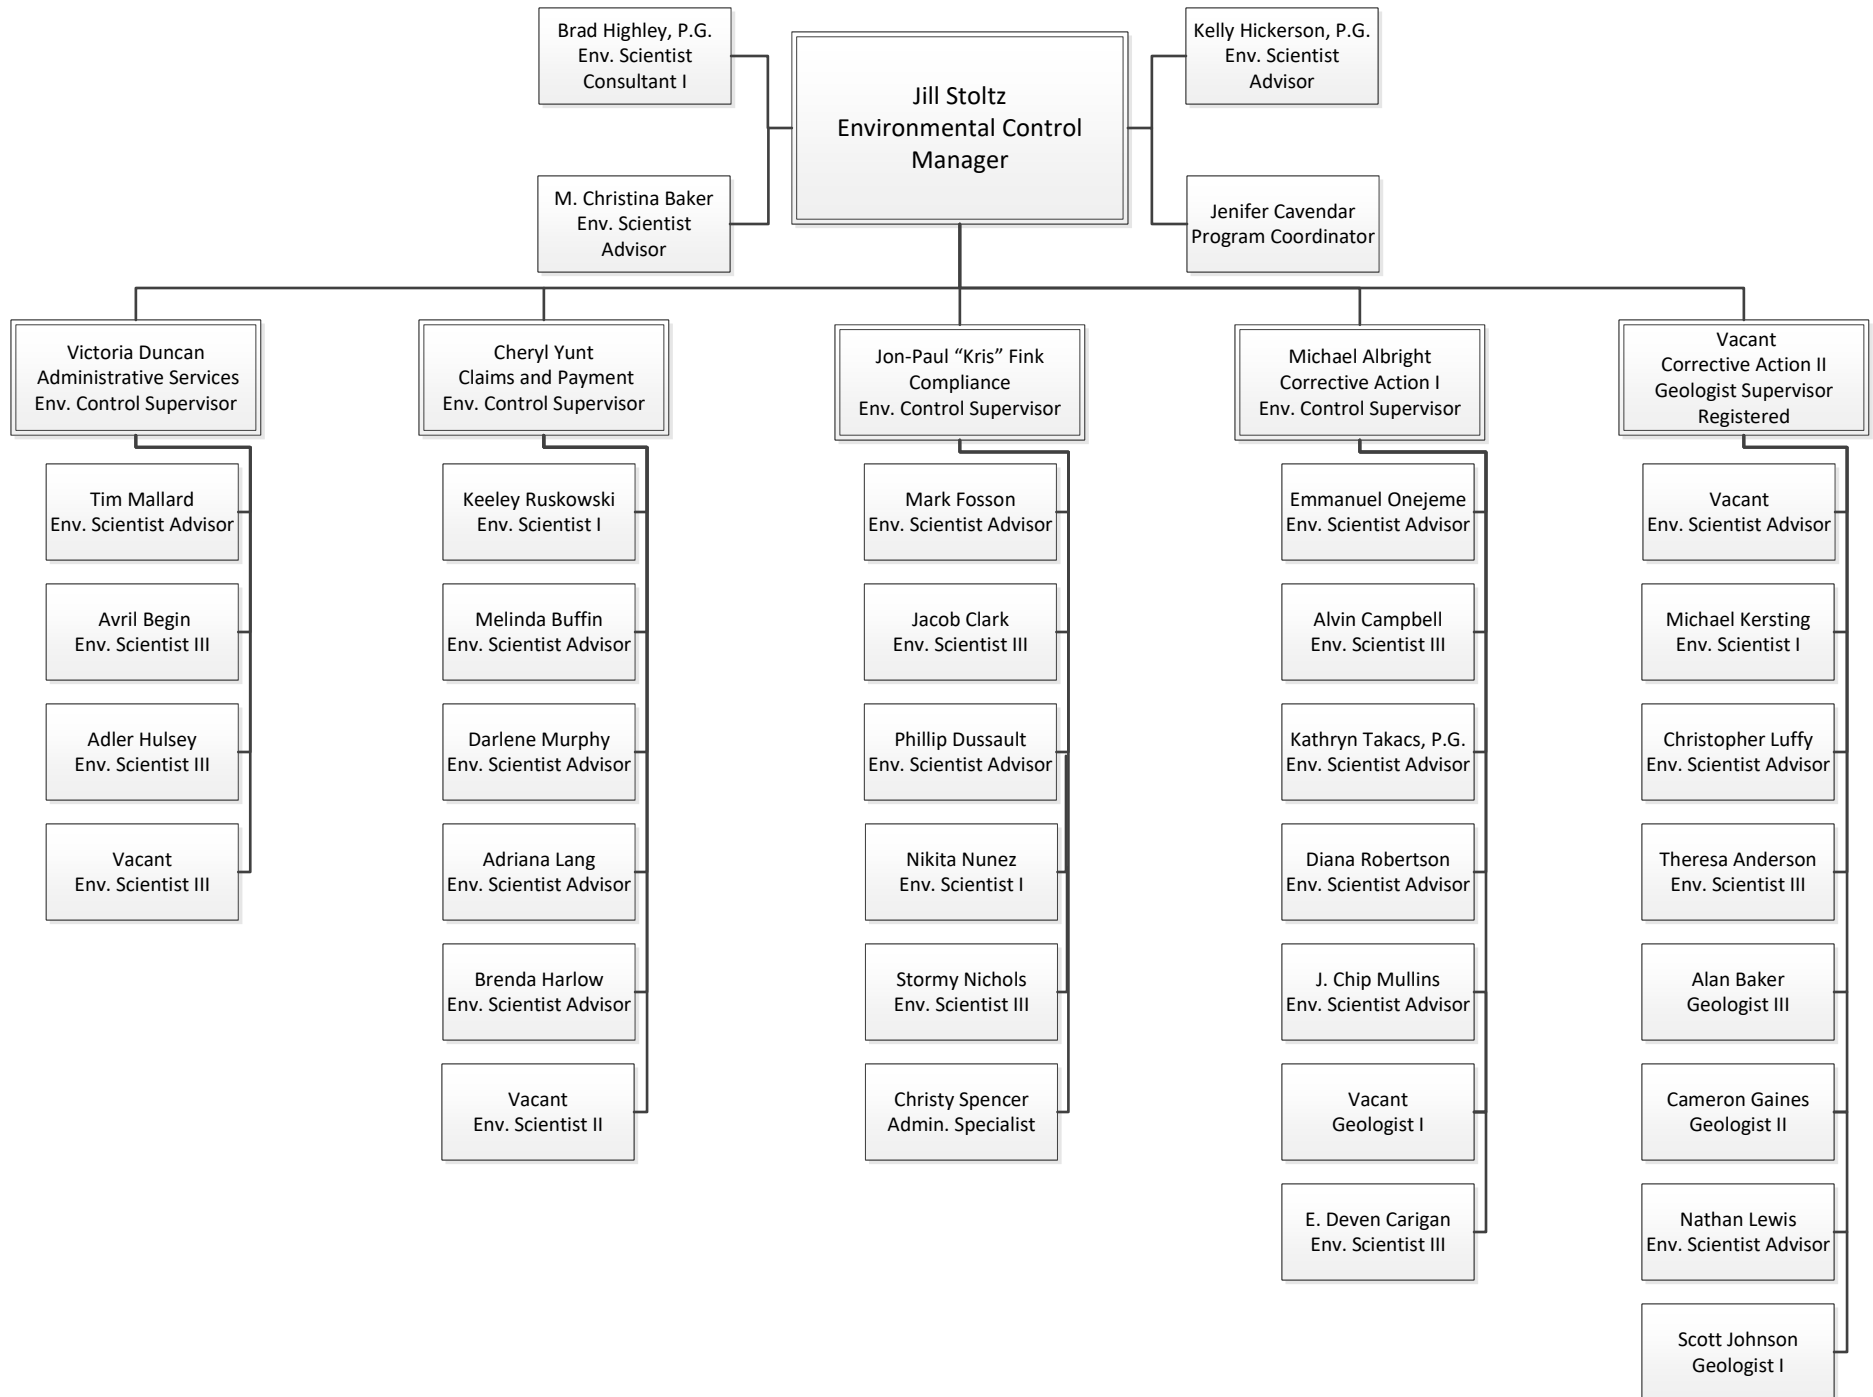 Brad Highley, P.G.
Env. Scientist
Consultant I
Kelly Hickerson, P.G.
Env. Scientist
Advisor
Jill Stoltz
Environmental Control
Manager
M. Christina Baker
Env. Scientist
Advisor
Jenifer Cavendar
Program Coordinator
Victoria Duncan
Administrative Services
Env. Control Supervisor
Tim Mallard
Env. Scientist Advisor
Avril Begin
Env. Scientist III
Adler Hulsey
Env. Scientist III
Vacant
Env. Scientist III
Cheryl Yunt
Claims and Payment
Env. Control Supervisor
Keeley Ruskowski
Env. Scientist I
Melinda Buffin
Env. Scientist Advisor
Darlene Murphy
Env. Scientist Advisor
Adriana Lang
Env. Scientist Advisor
Brenda Harlow
Env. Scientist Advisor
Vacant
Env. Scientist II
Jon-Paul “Kris” Fink
Compliance
Env. Control Supervisor
Mark Fosson
Env. Scientist Advisor
Jacob Clark
Env. Scientist III
Phillip Dussault
Env. Scientist Advisor
Nikita Nunez
Env. Scientist I
Stormy Nichols
Env. Scientist III
Christy Spencer
Admin. Specialist
Michael Albright
Corrective Action I
Env. Control Supervisor
Emmanuel Onejeme
Env. Scientist Advisor
Alvin Campbell
Env. Scientist III
Kathryn Takacs, P.G.
Env. Scientist Advisor
Diana Robertson
Env. Scientist Advisor
J. Chip Mullins
Env. Scientist Advisor
Vacant
Geologist I
E. Deven Carigan
Env. Scientist III
Vacant
Corrective Action II
Geologist Supervisor
Registered
Vacant
Env. Scientist Advisor
Michael Kersting
Env. Scientist I
Christopher Luffy
Env. Scientist Advisor
Theresa Anderson
Env. Scientist III
Alan Baker
Geologist III
Cameron Gaines
Geologist II
Nathan Lewis
Env. Scientist Advisor
Scott Johnson
Geologist I